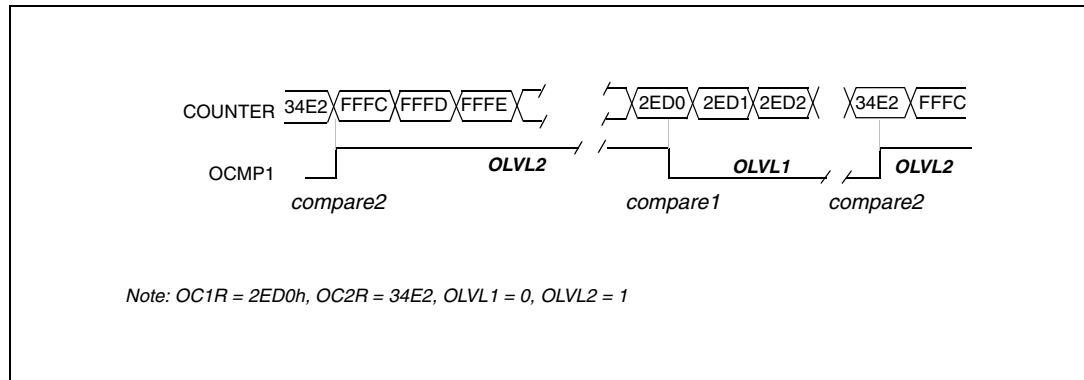 COUNTER 34E2 FFFC FFFD FFFE 2ED0 2ED1 2ED2 34E2 FFFC
OCMP1 OLVL2 OLVL1 OLVL2
compare2 compare1 compare2
Note: OC1R = 2ED0h, OC2R = 34E2, OLVL1 = 0, OLVL2 = 1